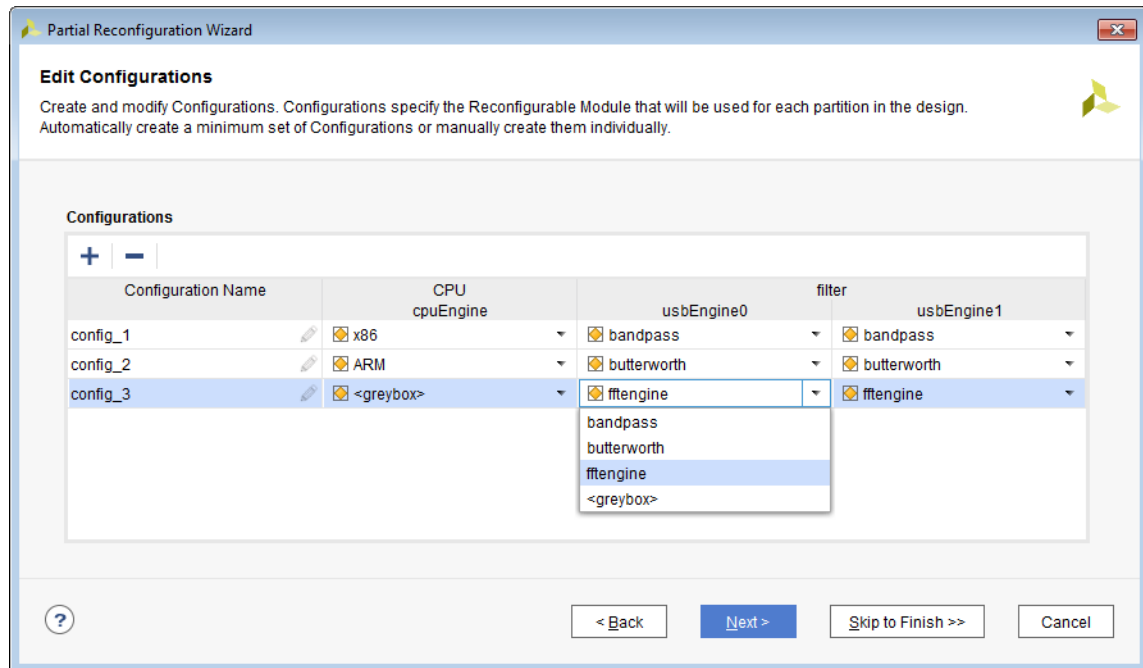 Partial Reconfiguration Wizard
Edit Configurations
Create and modify Configurations. Configurations specify the Reconfigurable Module that will be used for each partition in the design.
Automatically create a minimum set of Configurations or manually create them individually.
Configurations
Configuration Name CPU filter
cpuEngine usbEngine0 usbEngine1
config_1 x86 bandpass bandpass
config_2 ARM butterworth butterworth
config_3 <greybox> fftengine fftengine
bandpass
butterworth
fftengine
<greybox>
? < Back Next > Skip to Finish >> Cancel